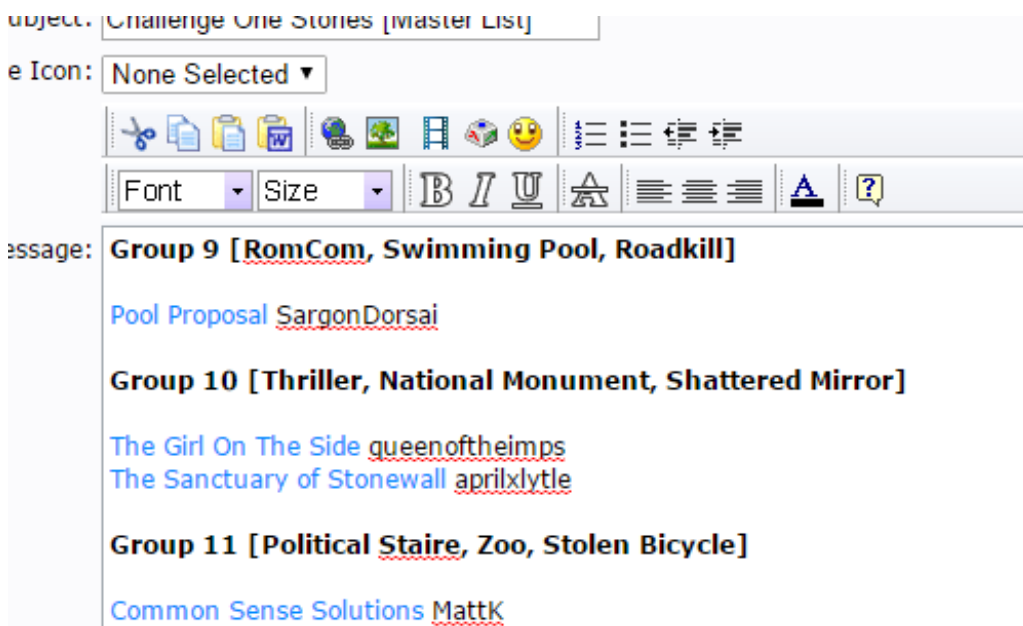 ubject: Challenge One Stories [Master List]
e Icon: None Selected
Font Size B I U A A ?
essage: Group 9 [RomCom, Swimming Pool, Roadkill]
Pool Proposal SargonDorsai
Group 10 [Thriller, National Monument, Shattered Mirror]
The Girl On The Side queenoftheimps
The Sanctuary of Stonewall aprilxlytle
Group 11 [Political Staire, Zoo, Stolen Bicycle]
Common Sense Solutions MattK